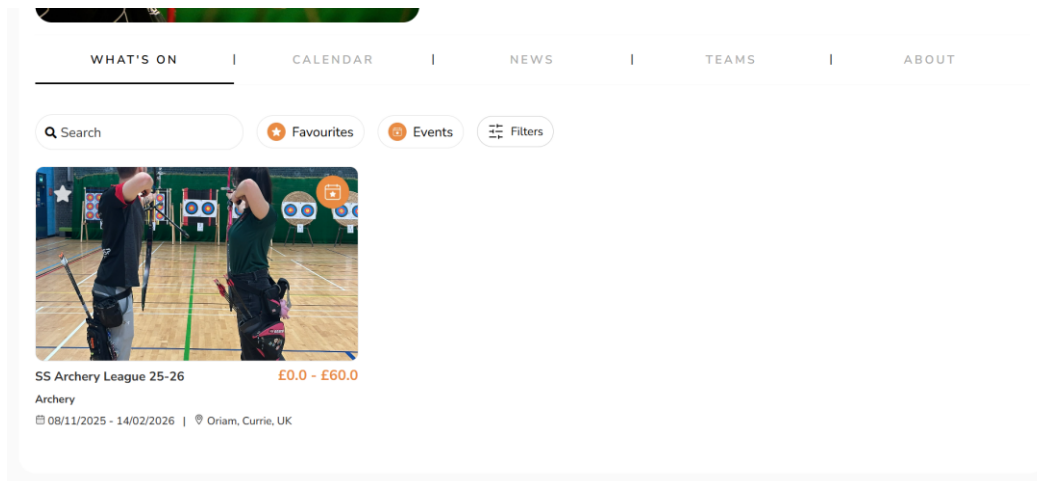 WHAT'S ON | CALENDAR | NEWS | TEAMS | ABOUT
Search Favourites Events Filters
SS Archery League 25-26 £0.0 - £60.0
Archery
08/11/2025 - 14/02/2026 | Oriam, Currie, UK